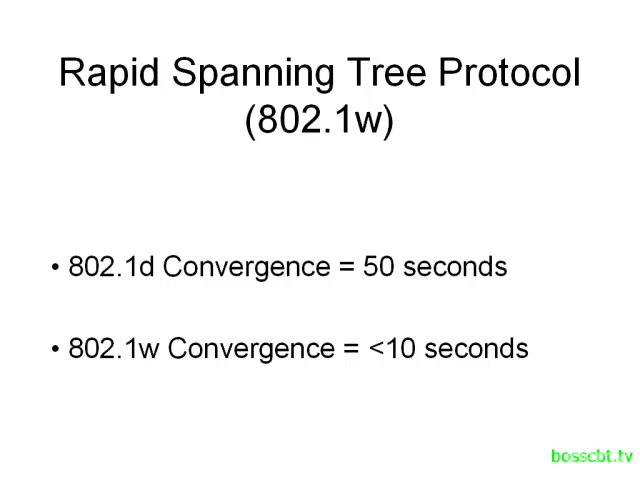 Rapid Spanning Tree Protocol
(802.1w)
• 802.1d Convergence = 50 seconds
• 802.1w Convergence = <10 seconds
bosscbt.tv